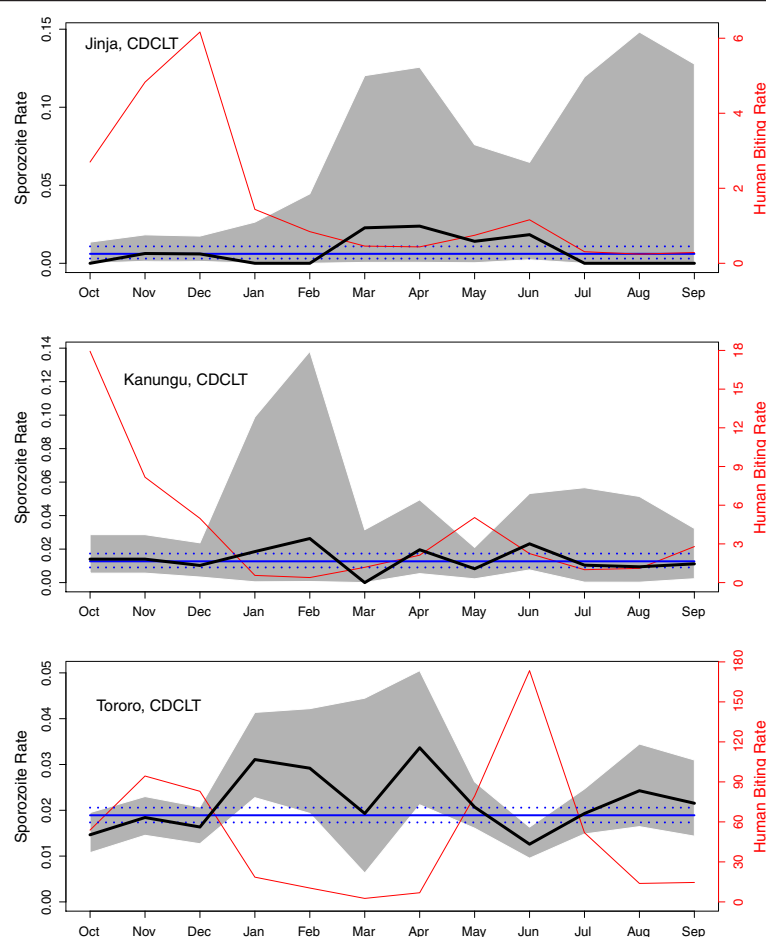 Jinja, CDCLT
Sporozoite Rate
0.00 0.05 0.10 0.15
Human Biting Rate
0 2 4 6
Oct Nov Dec Jan Feb Mar Apr May Jun Jul Aug Sep
Kanungu, CDCLT
Sporozoite Rate
0.00 0.02 0.04 0.06 0.08 0.10 0.12 0.14
Human Biting Rate
0 3 6 9 12 15 18
Oct Nov Dec Jan Feb Mar Apr May Jun Jul Aug Sep
Tororo, CDCLT
Sporozoite Rate
0.00 0.01 0.02 0.03 0.04 0.05
Human Biting Rate
0 30 60 90 120 150 180
Oct Nov Dec Jan Feb Mar Apr May Jun Jul Aug Sep